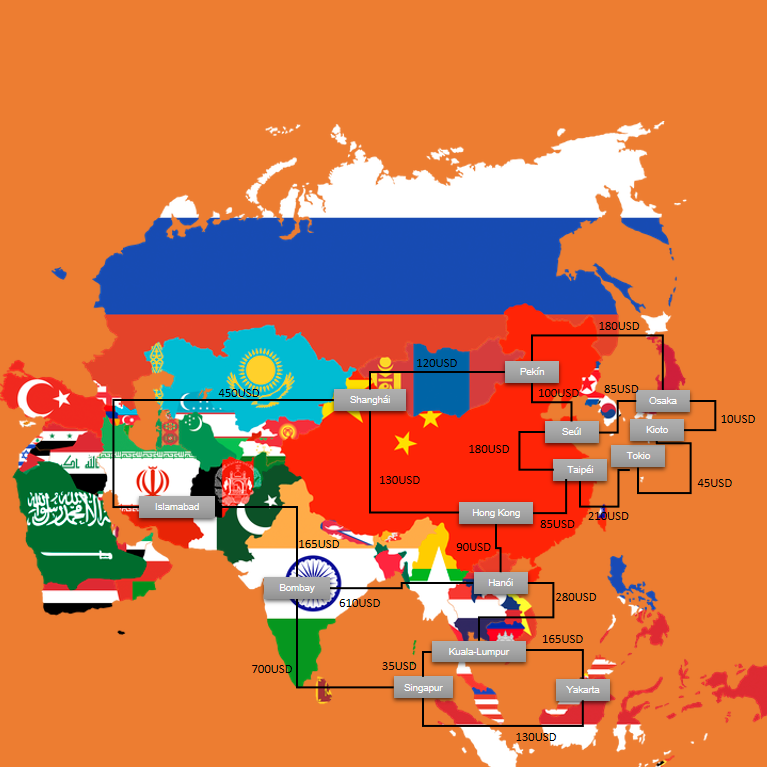 180USD
120USD
Pekín
450USD
Shanghái
100USD
85USD
Osaka
10USD
Seúl
Kioto
180USD
Tokio
Taipéi
130USD
45USD
Islamabad
Hong Kong
210USD
85USD
165USD
90USD
Bombay
Hanói
610USD
280USD
165USD
Kuala-Lumpur
700USD
35USD
Singapur
Yakarta
130USD